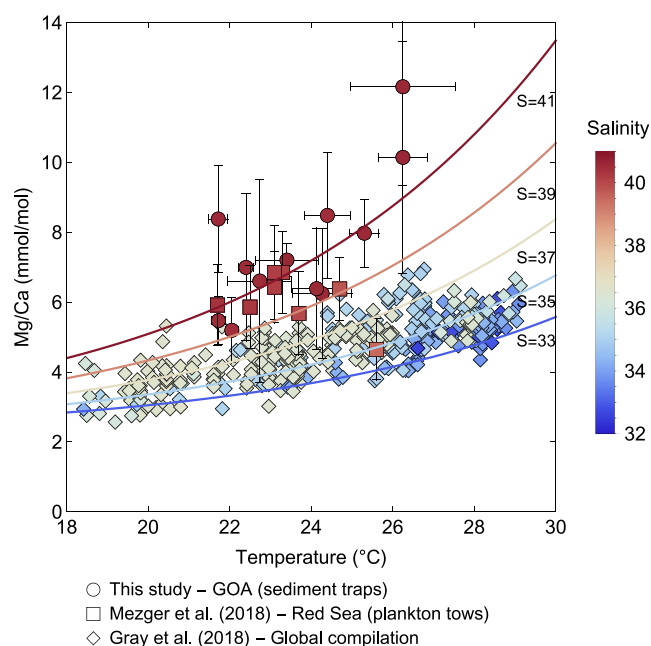 14
12
10
8
6
4
2
0
Mg/Ca (mmol/mol)
18
20
22
24
26
28
30
Temperature (°C)
S=41
S=39
S=37
S=35
S=33
Salinity
40
38
36
34
32
This study – GOA (sediment traps)
Mezger et al. (2018) – Red Sea (plankton tows)
Gray et al. (2018) – Global compilation